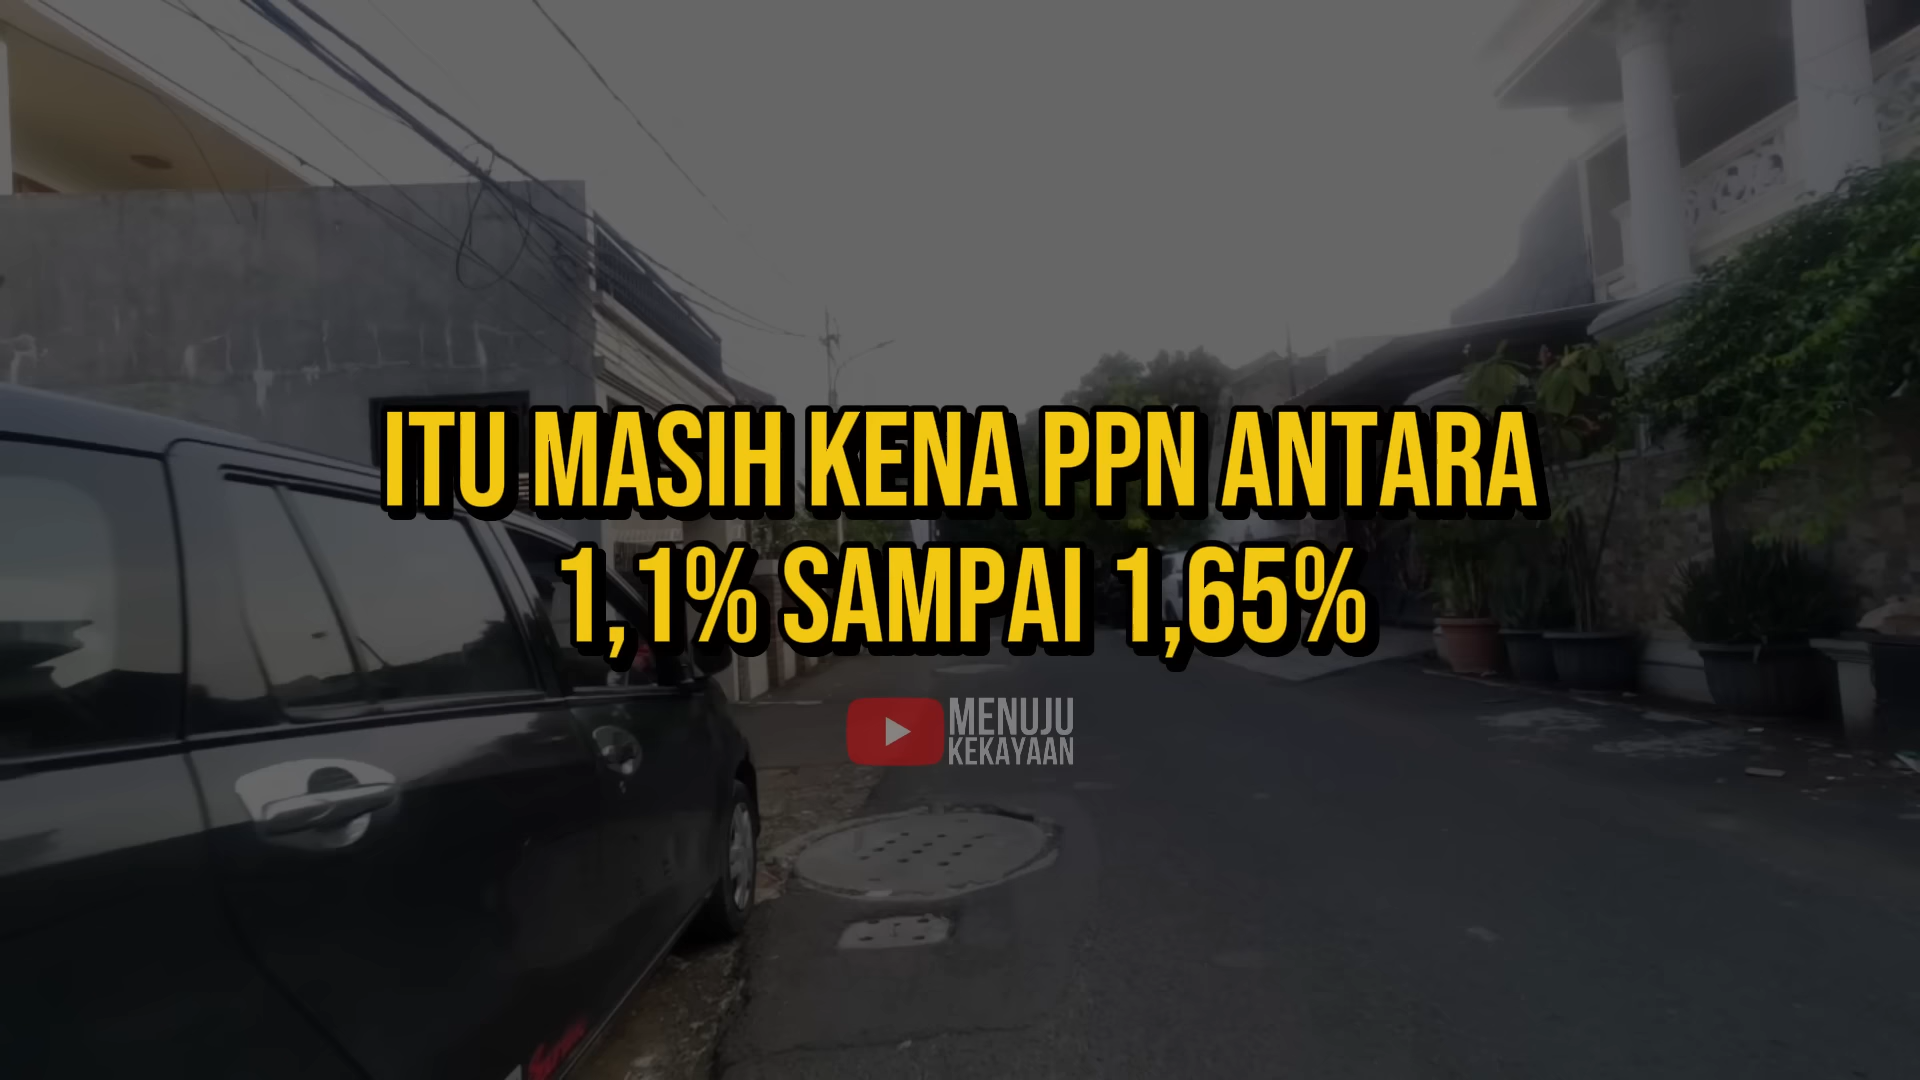 ITU MASIH KENA PPN ANTARA
1,1% SAMPAI 1,65%
MENUJU
KEKAYAAN